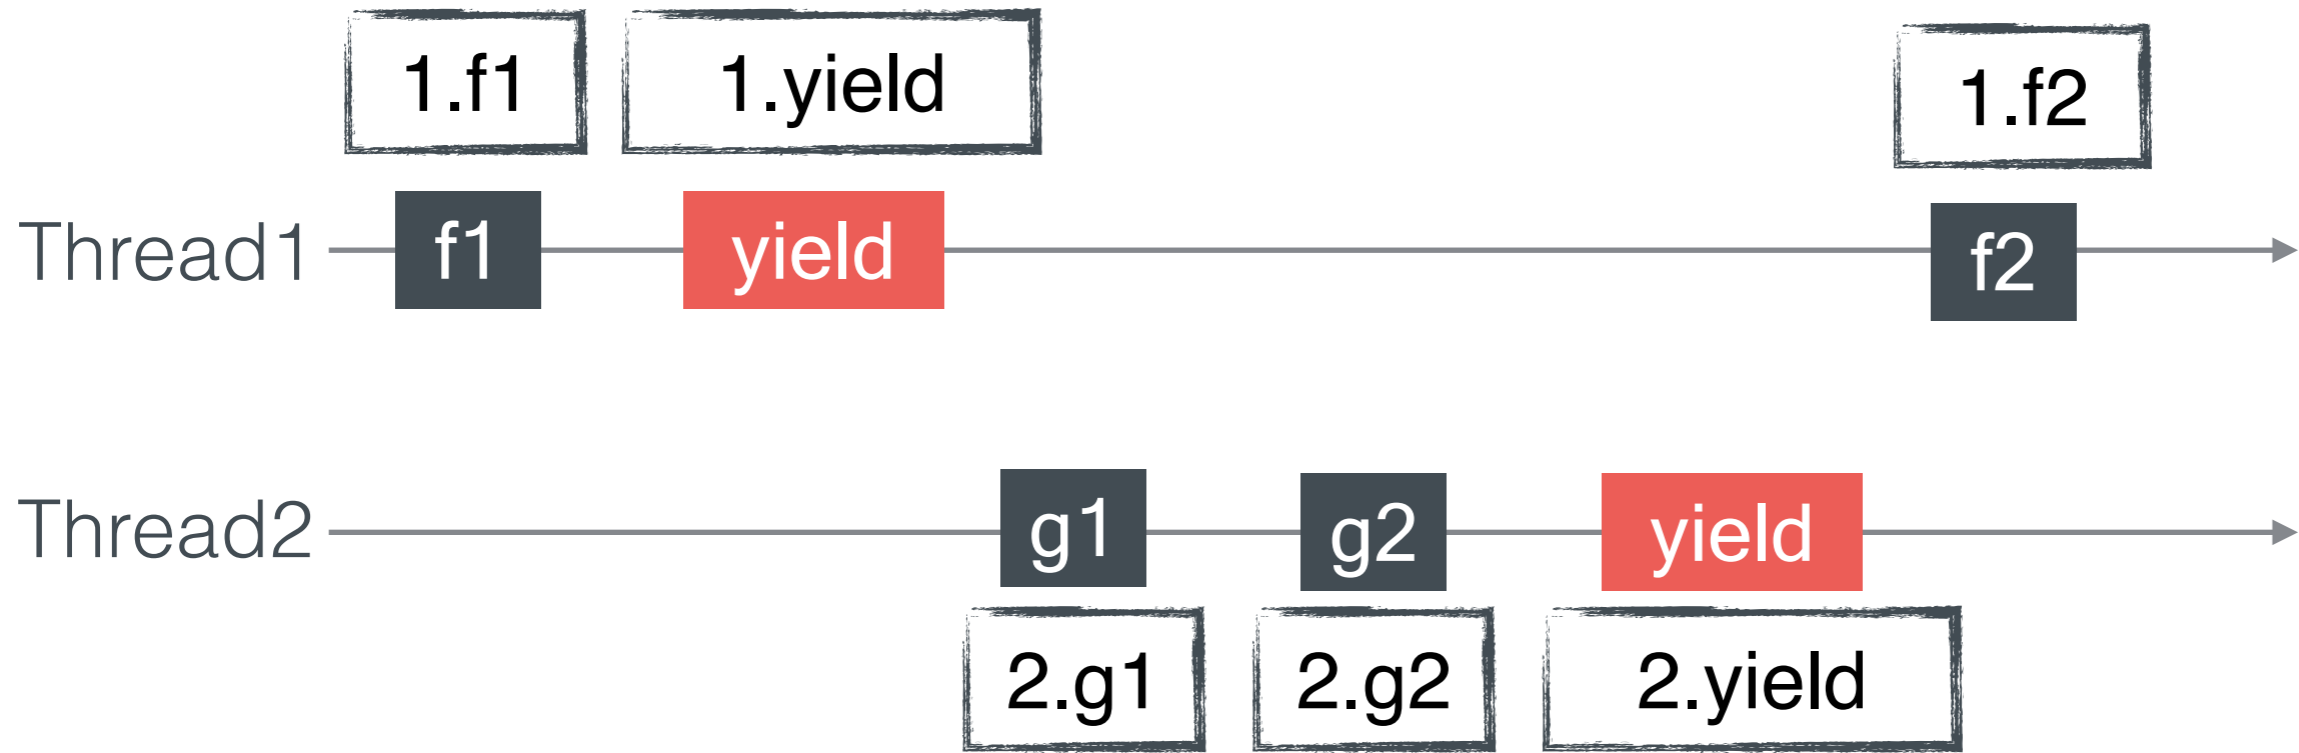 1.f1 1.yield 1.f2
Thread1 f1 yield f2
Thread2 g1 g2 yield
2.g1 2.g2 2.yield